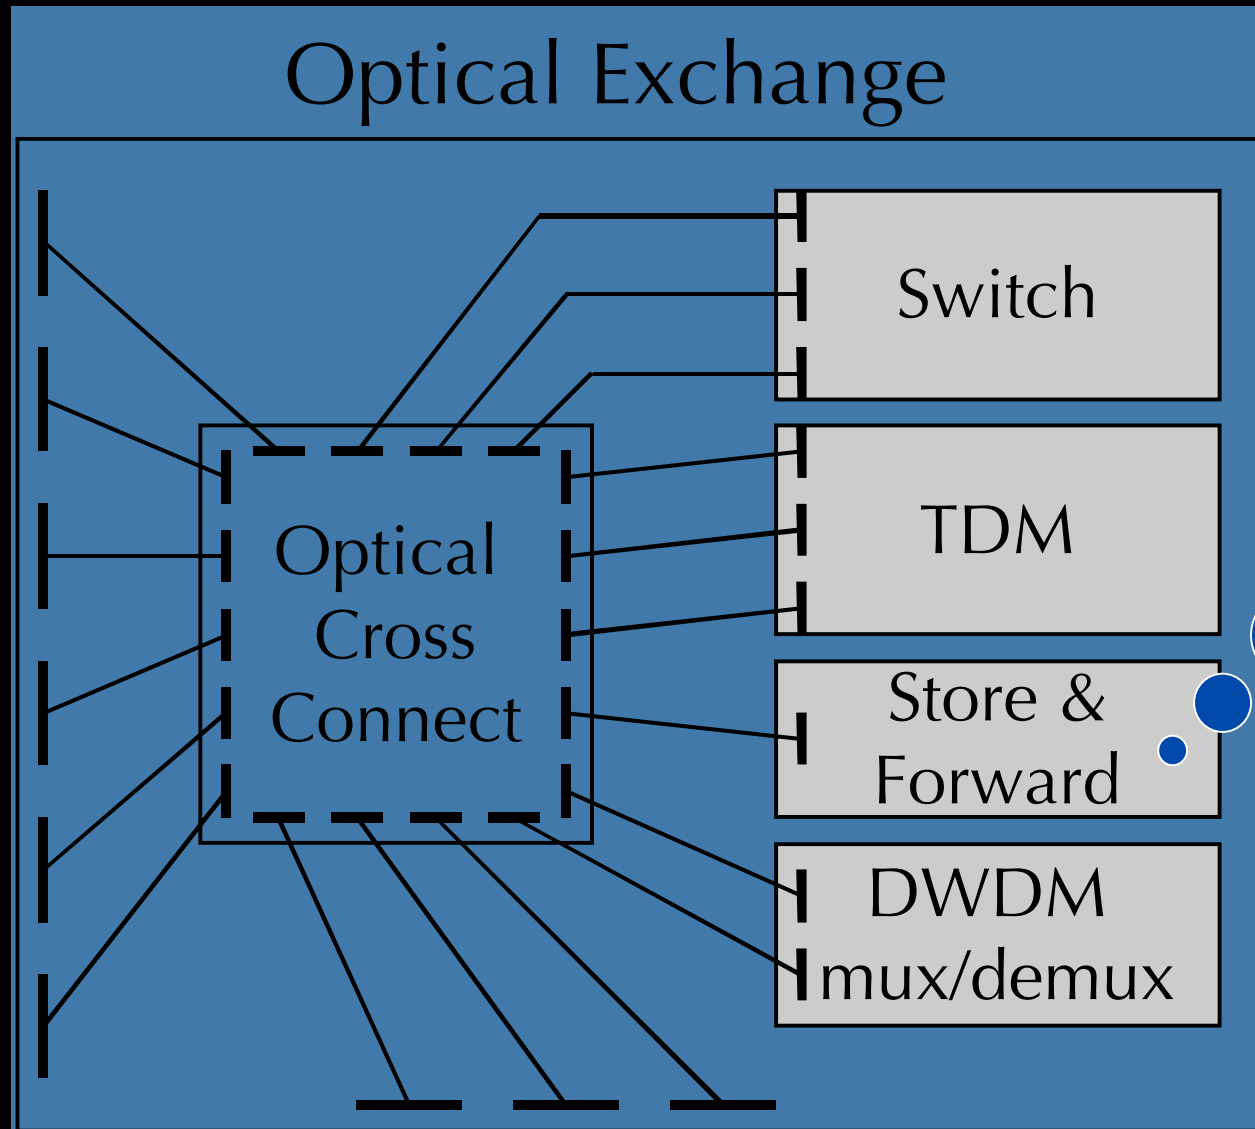 Optical Exchange
Switch
Optical
Cross
Connect
TDM
Store &
Forward
DWDM
mux/demux